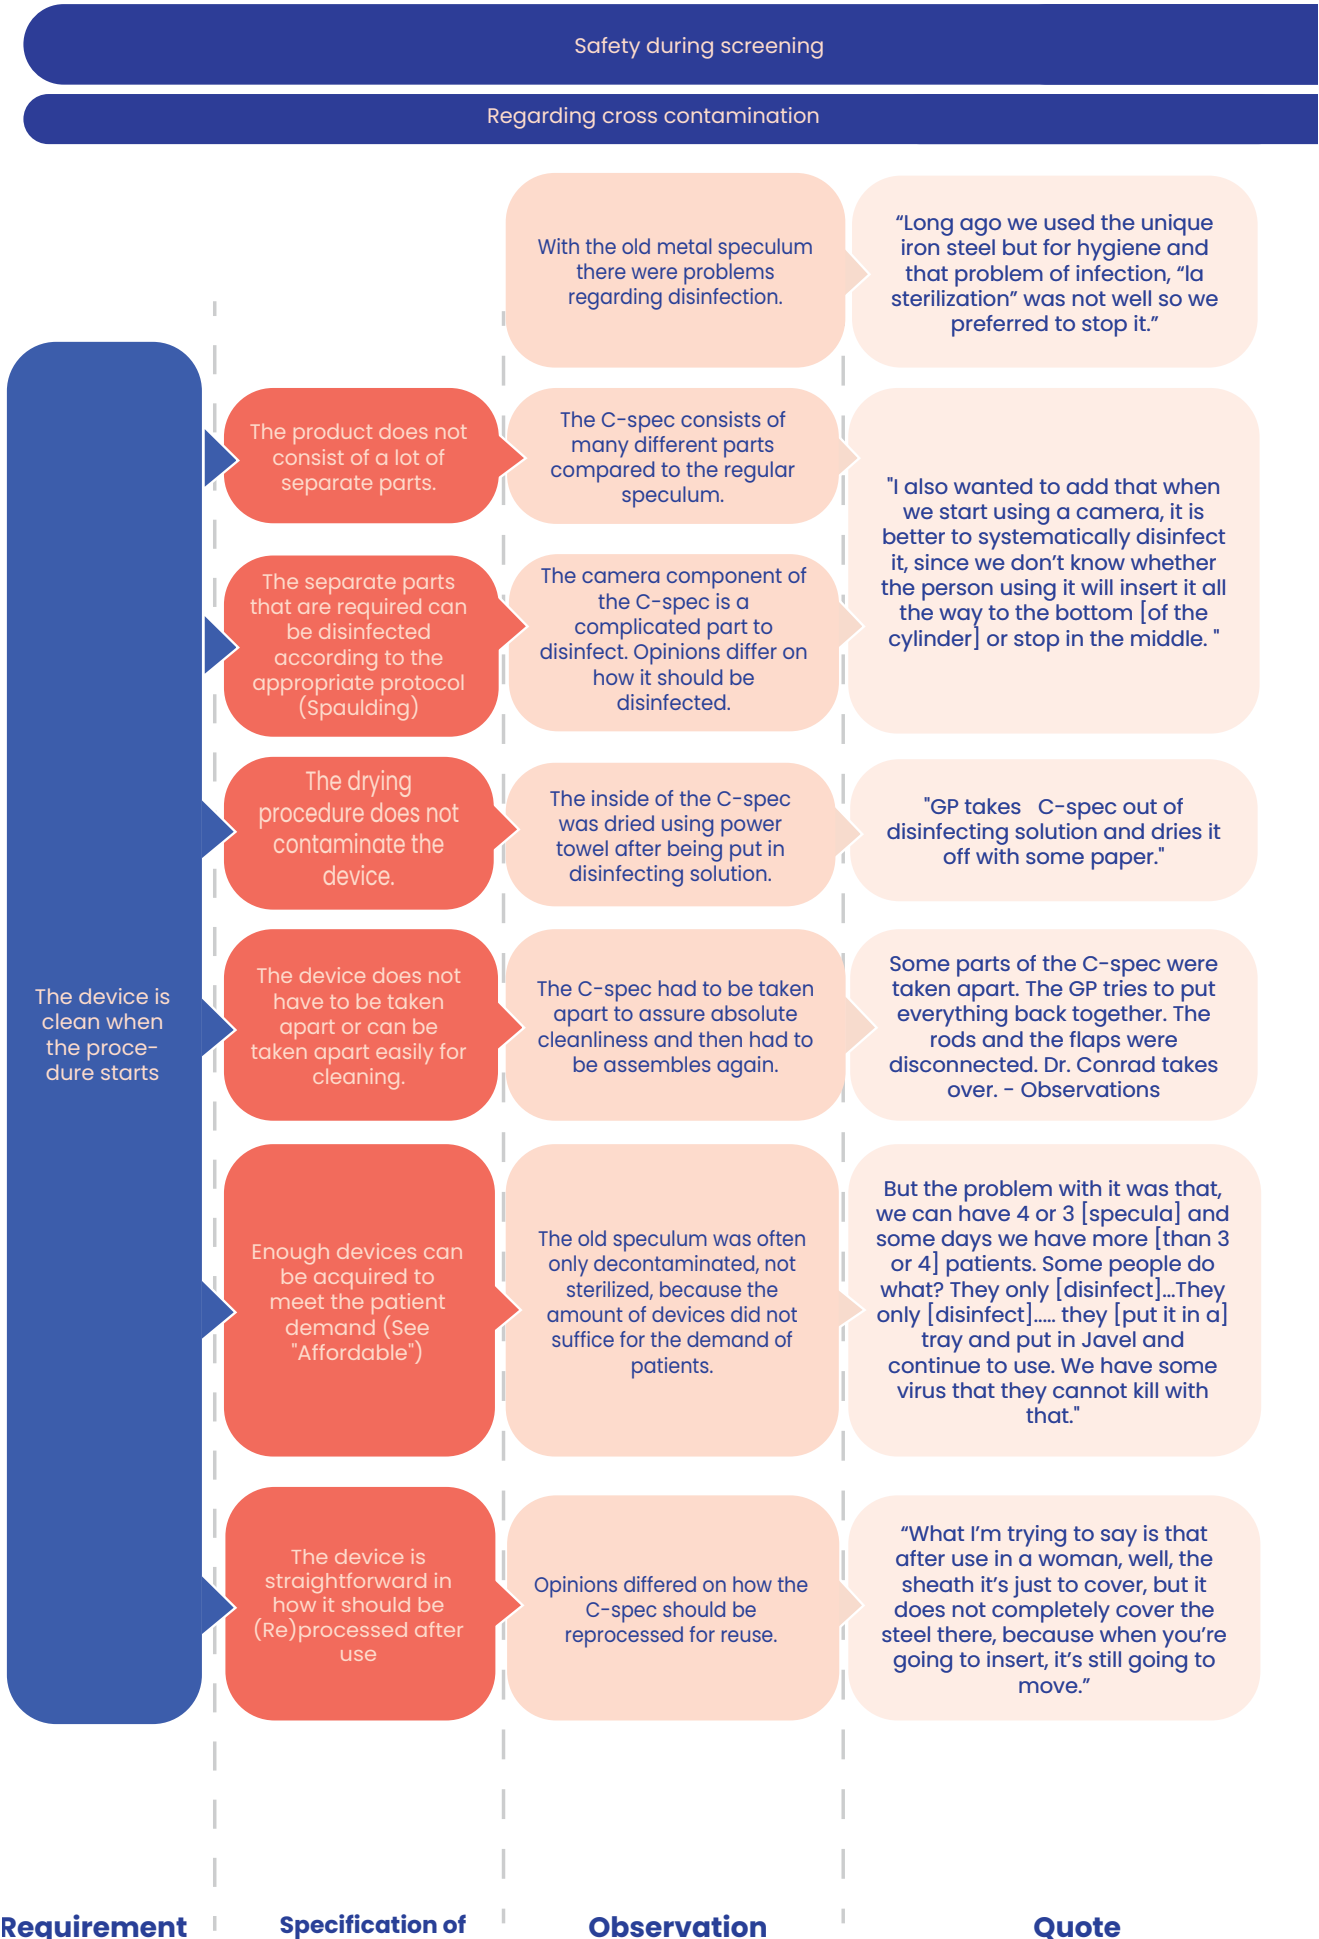 Safety during screening
Regarding cross contamination
With the old metal speculum
there were problems
regarding disinfection.
“Long ago we used the unique
iron steel but for hygiene and
that problem of infection, “la
sterilization” was not well so we
preferred to stop it.”
The device is
clean when
the proce-
dure starts
The product does not
consist of a lot of
separate parts.
The C-spec consists of
many different parts
compared to the regular
speculum.
"I also wanted to add that when
we start using a camera, it is
better to systematically disinfect
it, since we don’t know whether
the person using it will insert it all
the way to the bottom [of the
cylinder] or stop in the middle. "
The separate parts
that are required can
be disinfected
according to the
appropriate protocol
(Spaulding)
The camera component of
the C-spec is a
complicated part to
disinfect. Opinions differ on
how it should be
disinfected.
The drying
procedure does not
contaminate the
device.
The inside of the C-spec
was dried using power
towel after being put in
disinfecting solution.
"GP takes C-spec out of
disinfecting solution and dries it
off with some paper."
The device does not
have to be taken
apart or can be
taken apart easily for
cleaning.
The C-spec had to be taken
apart to assure absolute
cleanliness and then had to
be assembles again.
Some parts of the C-spec were
taken apart. The GP tries to put
everything back together. The
rods and the flaps were
disconnected. Dr. Conrad takes
over. - Observations
Enough devices can
be acquired to
meet the patient
demand (See
"Affordable")
The old speculum was often
only decontaminated, not
sterilized, because the
amount of devices did not
suffice for the demand of
patients.
But the problem with it was that,
we can have 4 or 3 [specula] and
some days we have more [than 3
or 4] patients. Some people do
what? They only [disinfect]...They
only [disinfect]..... they [put it in a]
tray and put in Javel and
continue to use. We have some
virus that they cannot kill with
that."
The device is
straightforward in
how it should be
(Re)processed after
use
Opinions differed on how the
C-spec should be
reprocessed for reuse.
“What I’m trying to say is that
after use in a woman, well, the
sheath it’s just to cover, but it
does not completely cover the
steel there, because when you’re
going to insert, it’s still going to
move.”
Requirement
Specification of
Observation
Quote